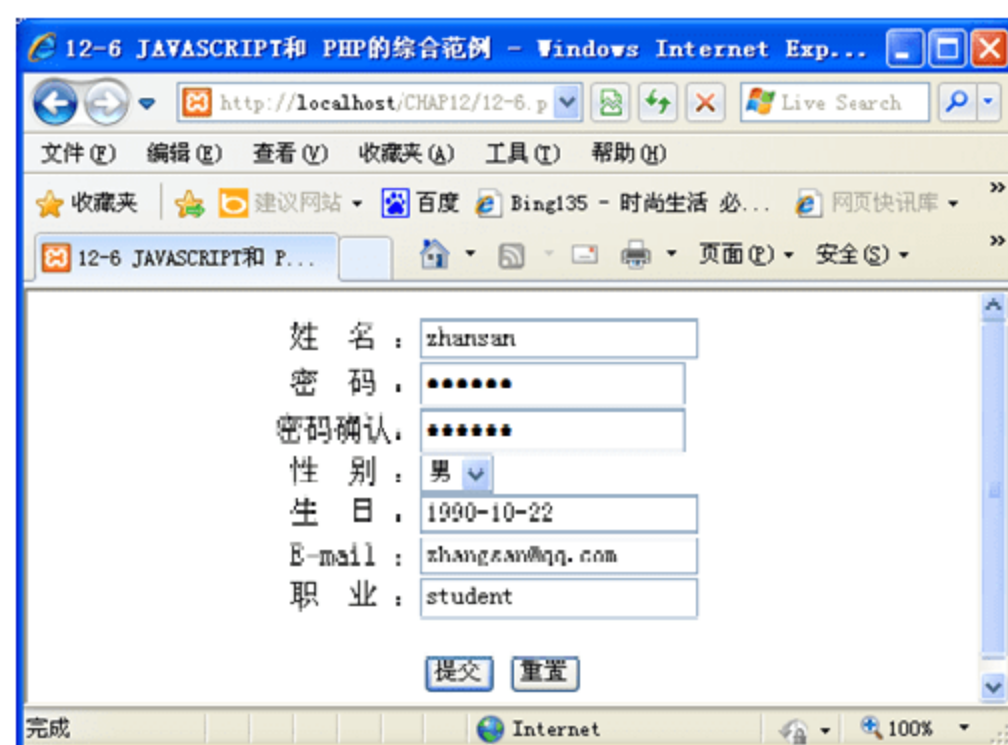 12-6 JAVASCRIPT和 PHP的综合范例 - Windows Internet Exp...
http://localhost/CHAP12/12-6.p Live Search
文件(F) 编辑(E) 查看(V) 收藏夹(A) 工具(T) 帮助(H)
收藏夹 建议网站 百度 Bing135 - 时尚生活 必... 网页快讯库 »
12-6 JAVASCRIPT和 P... 页面(P) 安全(S) »
姓 名： zhansan
密 码： ••••••
密码确认： ••••••
性 别： 男
生 日： 1990-10-22
E-mail： zhangsan@qq.com
职 业： student
提交 重置
完成 Internet 100%